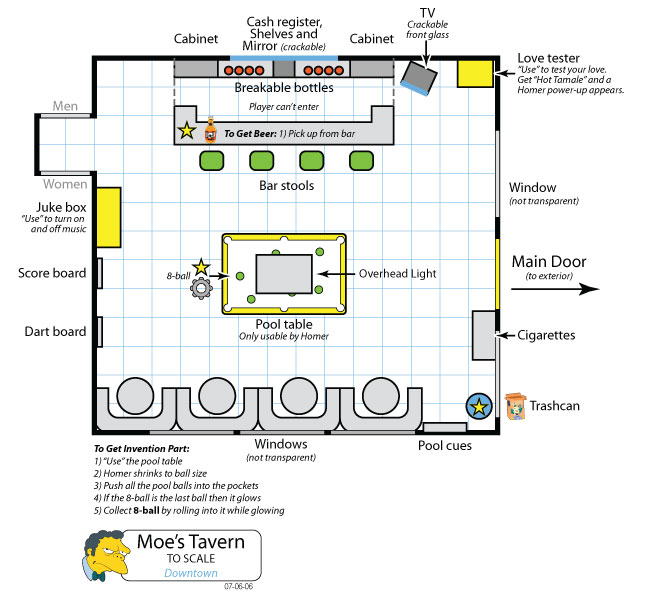 TV
Crackable
front glass
Cash register,
Shelves and
Mirror (crackable)
Cabinet
Cabinet
Love tester
"Use" to test your love.
Get "Hot Tamale" and a
Homer power-up appears.
Breakable bottles
Player can't enter
Men
To Get Beer: 1) Pick up from bar
Women
Bar stools
Window
(not transparent)
Juke box
"Use" to turn on
and off music
Main Door
(to exterior)
Score board
8-ball
Overhead Light
Pool table
Only usable by Homer
Dart board
Cigarettes
Trashcan
Windows
(not transparent)
Pool cues
To Get Invention Part:
1) "Use" the pool table
2) Homer shrinks to ball size
3) Push all the pool balls into the pockets
4) If the 8-ball is the last ball then it glows
5) Collect 8-ball by rolling into it while glowing
Moe's Tavern
TO SCALE
Downtown
07-06-06